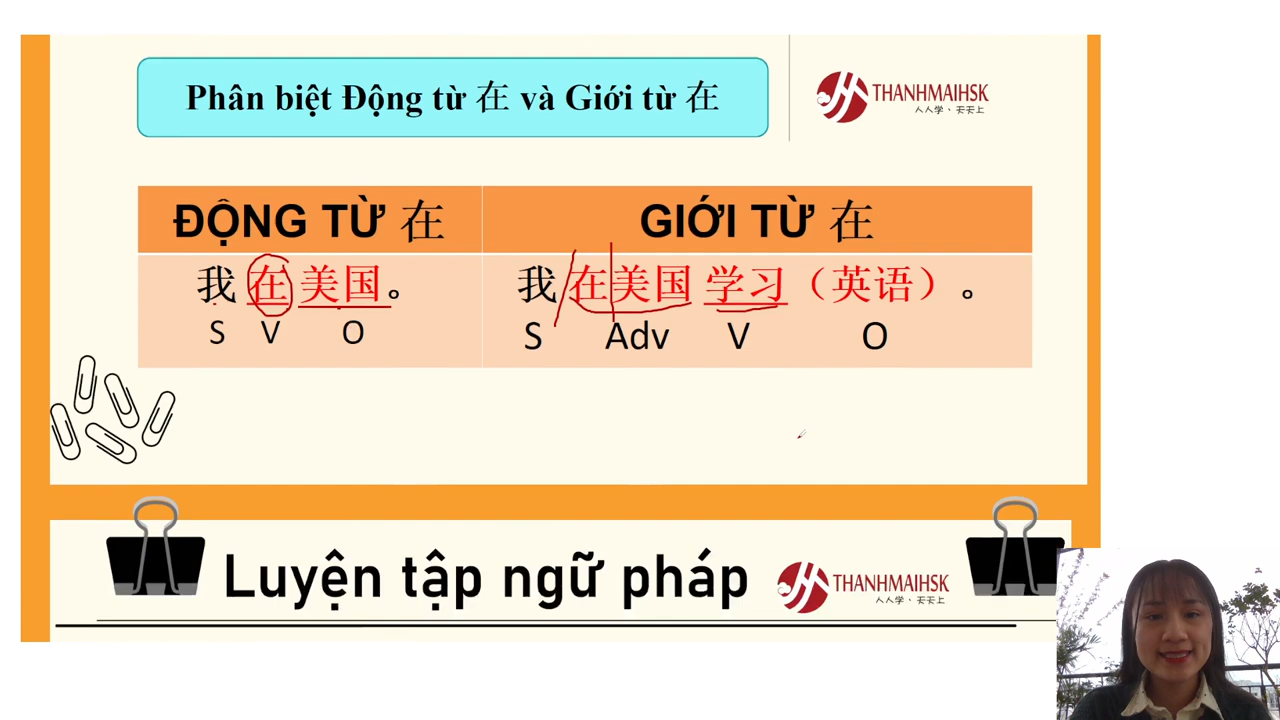 Phân biệt Động từ 在 và Giới từ 在
THANHMAIHSK
人人学、天天上
ĐỘNG TỪ 在
GIỚI TỪ 在
我 在 美国。
我 在美国 学习（英语）。
S V O
S Adv V O
Luyện tập ngữ pháp
THANHMAIHSK
人人学、天天上